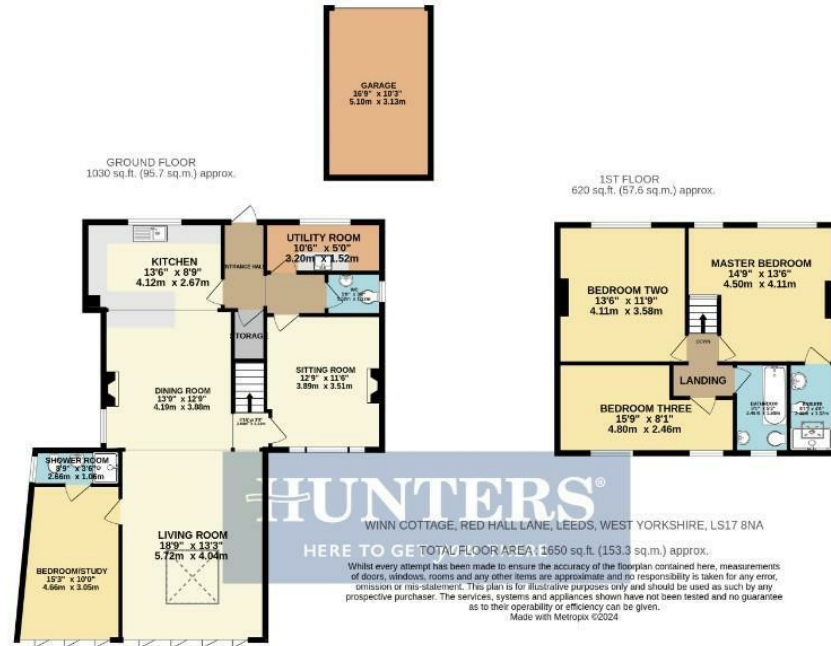 GARAGE
16'9" x 10'3"
5.10m x 3.13m
GROUND FLOOR
1030 sq.ft. (95.7 sq.m.) approx.
1ST FLOOR
620 sq.ft. (57.6 sq.m.) approx.
KITCHEN
13'6" x 8'9"
4.12m x 2.67m
ENTRANCE HALL
UTILITY ROOM
10'6" x 5'0"
3.20m x 1.52m
STORAGE
SITTING ROOM
12'9" x 11'6"
3.89m x 3.51m
DINING ROOM
13'9" x 12'9"
4.19m x 3.88m
SHOWER ROOM
8'9" x 3'6"
2.66m x 1.06m
BEDROOM/STUDY
15'3" x 10'0"
4.66m x 3.05m
LIVING ROOM
18'9" x 13'3"
5.72m x 4.04m
BEDROOM TWO
13'6" x 11'9"
4.11m x 3.58m
MASTER BEDROOM
14'9" x 13'6"
4.50m x 4.11m
DOWN
LANDING
BEDROOM THREE
15'9" x 8'1"
4.80m x 2.46m
BATHROOM
ENSUITE
HUNTERS®
HERE TO GET
WINN COTTAGE, RED HALL LANE, LEEDS, WEST YORKSHIRE, LS17 8NA
TOTAL FLOOR AREA: 1650 sq.ft. (153.3 sq.m.) approx.
Whilst every attempt has been made to ensure the accuracy of the floorplan contained here, measurements
of doors, windows, rooms and any other items are approximate and no responsibility is taken for any error,
omission or mis-statement. This plan is for illustrative purposes only and should be used as such by any
prospective purchaser. The services, systems and appliances shown have not been tested and no guarantee
as to their operability or efficiency can be given.
Made with Metropix ©2024